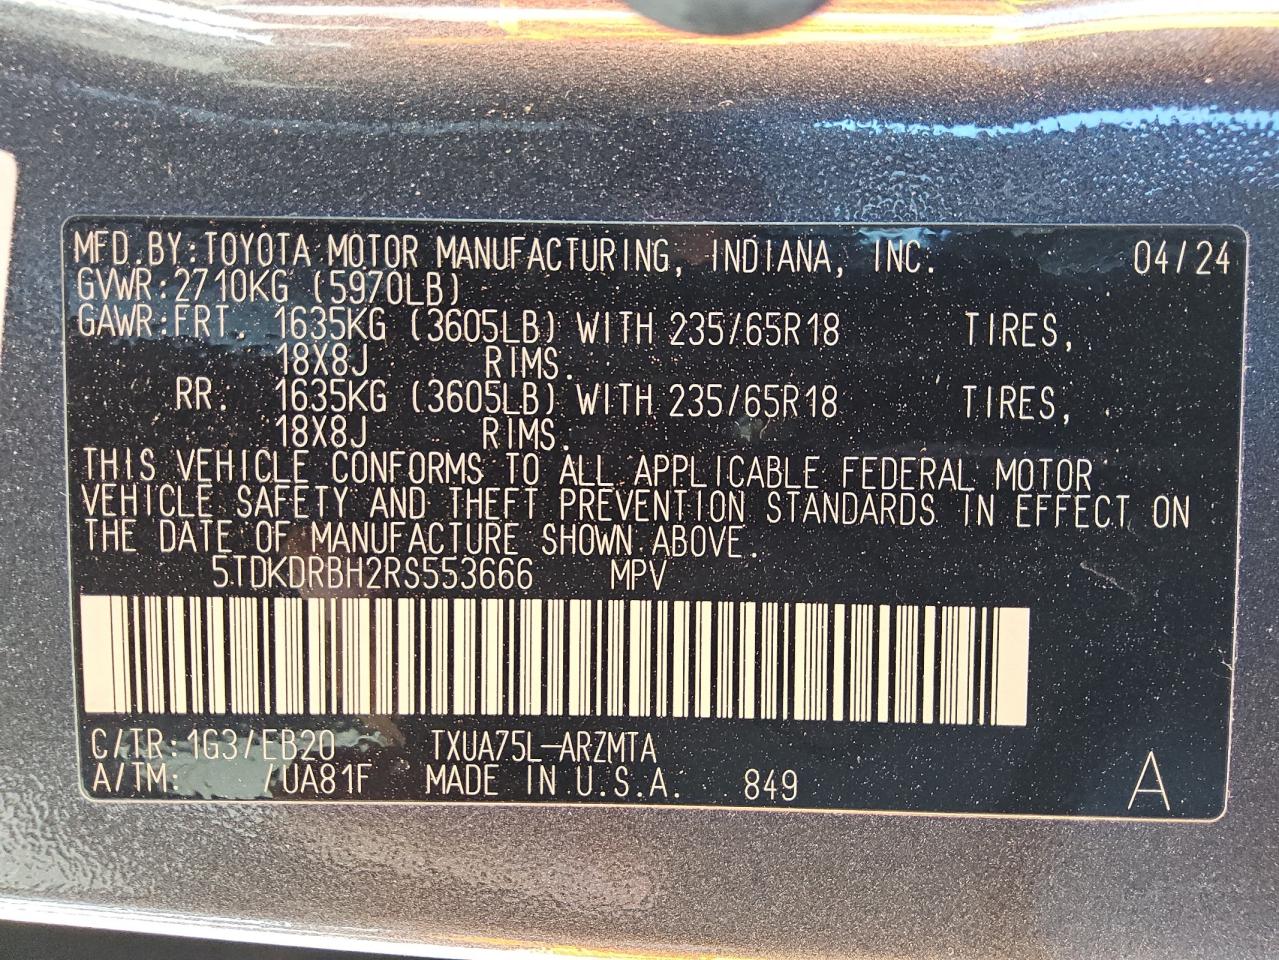 MFD.BY:TOYOTA MOTOR MANUFACTURING, INDIANA, INC. 04/24
GVWR:2710KG (5970LB)
GAWR:FRT. 1635KG (3605LB) WITH 235/65R18 TIRES,
18X8J RIMS.
RR: 1635KG (3605LB) WITH 235/65R18 TIRES,
18X8J RIMS.
THIS VEHICLE CONFORMS TO ALL APPLICABLE FEDERAL MOTOR
VEHICLE SAFETY AND THEFT PREVENTION STANDARDS IN EFFECT ON
THE DATE OF MANUFACTURE SHOWN ABOVE.
5TDKDRBH2RS553666 MPV
C/TR:1G3/EB20 TXUA75L-ARZMTA
A/TM: /UA81F MADE IN U.S.A. 849 A